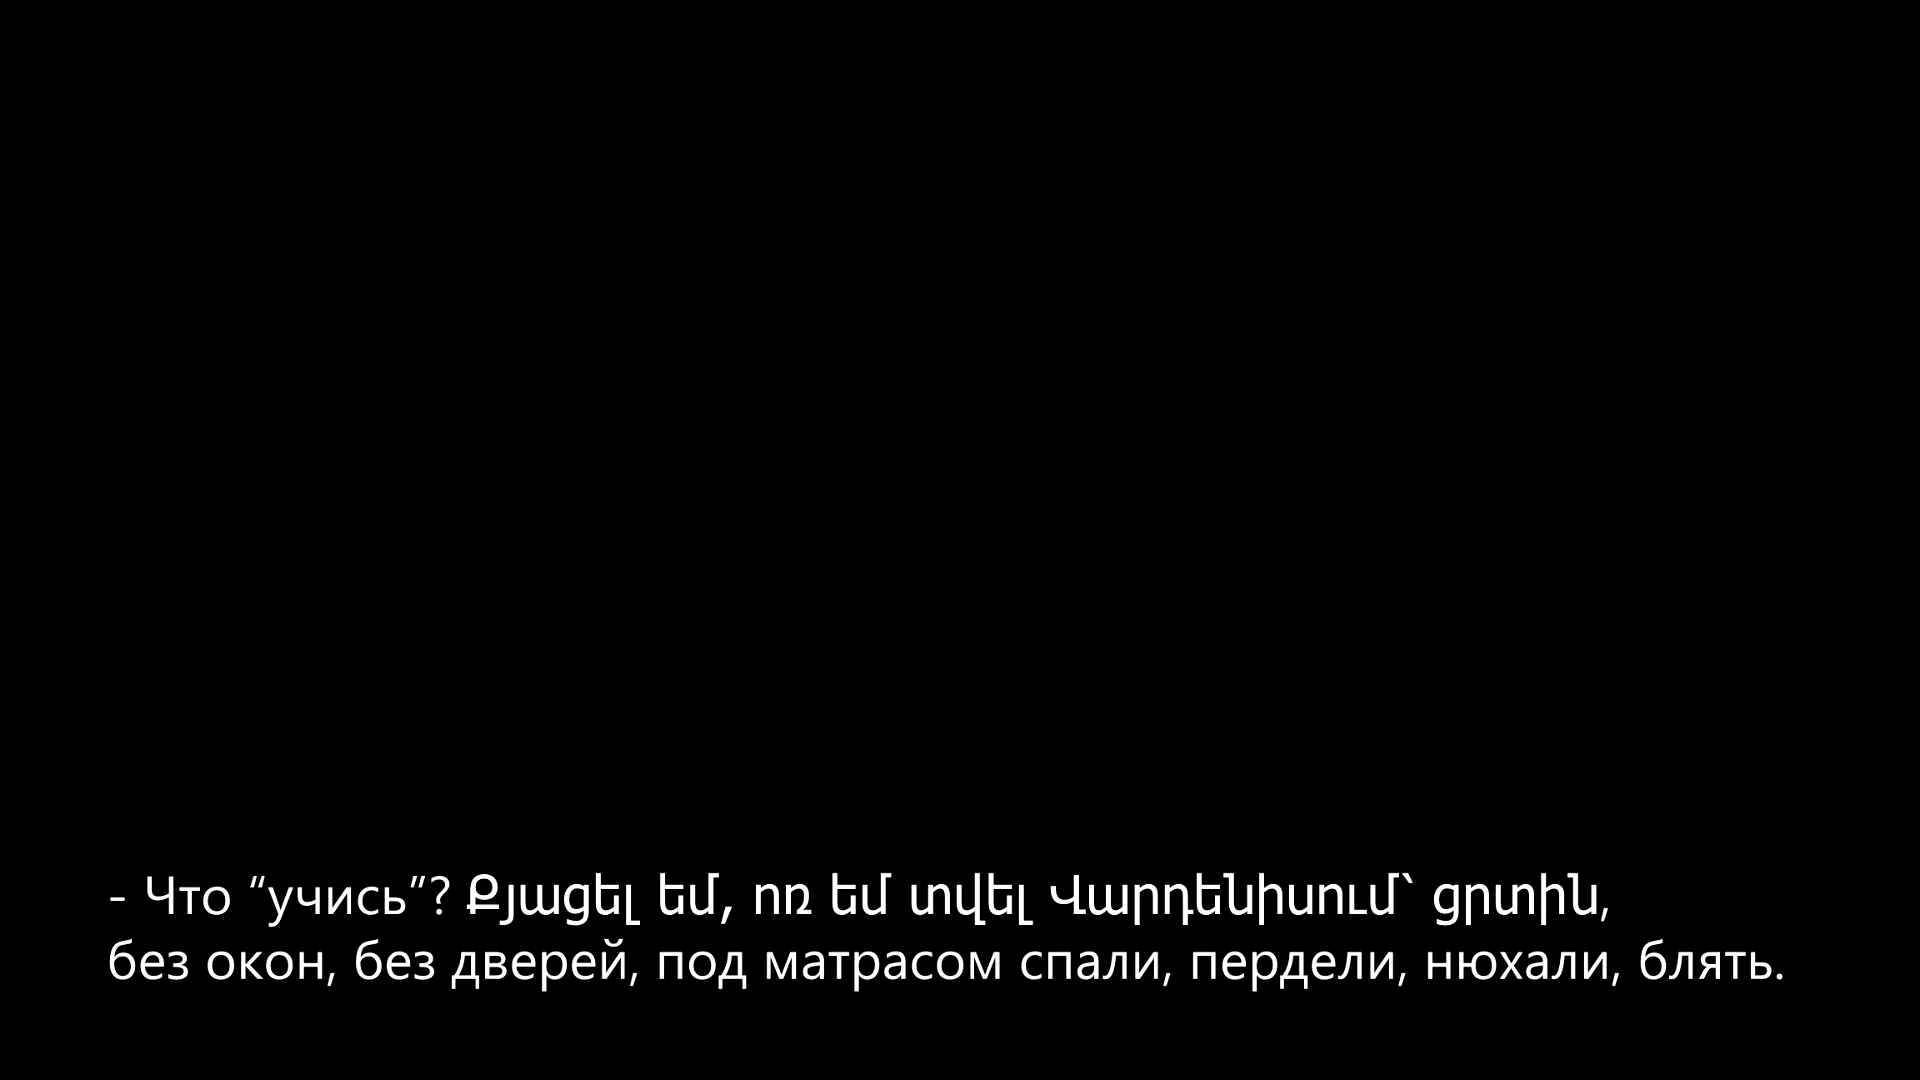 - Что “учись”? Քյացել եմ, ոռ եմ տվել Վարդենիսում՝ ցրտին,
без окон, без дверей, под матрасом спали, пердели, нюхали, блять.